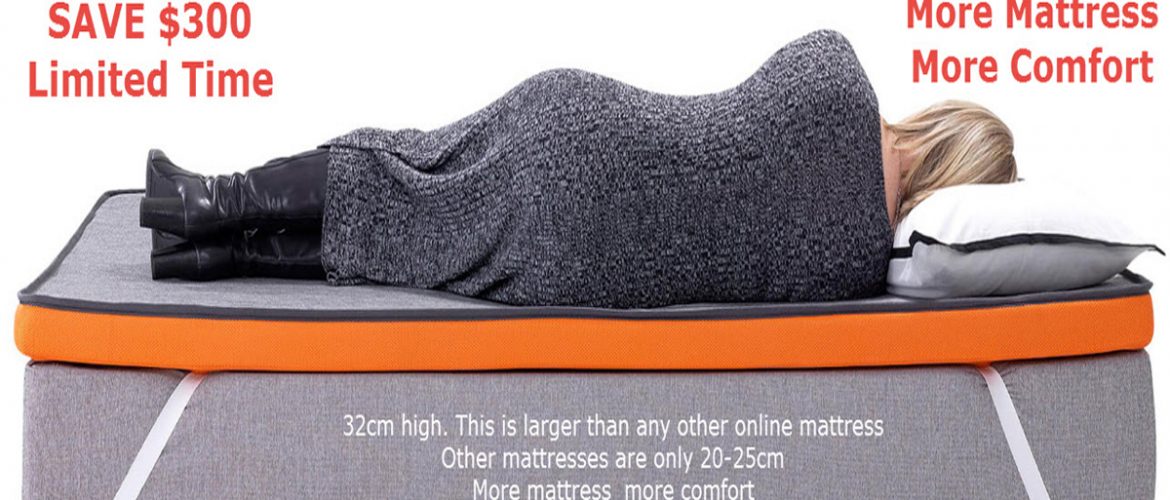 SAVE $300
Limited Time
More Mattress
More Comfort
32cm high. This is larger than any other online mattress
Other mattresses are only 20-25cm
More mattress more comfort